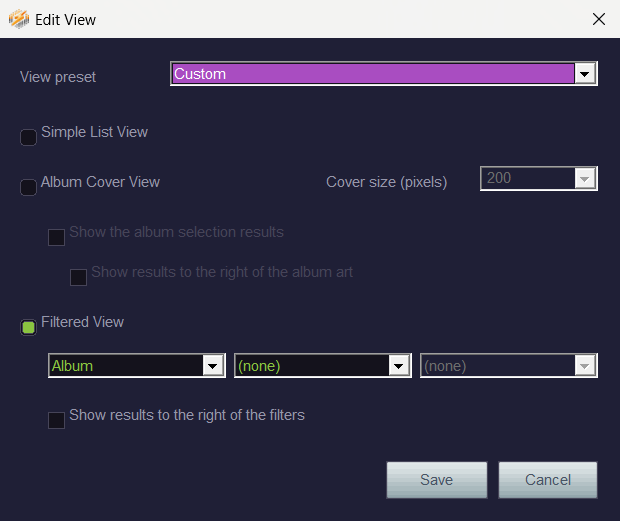 Edit View
View preset
Custom
Simple List View
Album Cover View
Cover size (pixels)
200
Show the album selection results
Show results to the right of the album art
Filtered View
Album
(none)
(none)
Show results to the right of the filters
Save
Cancel